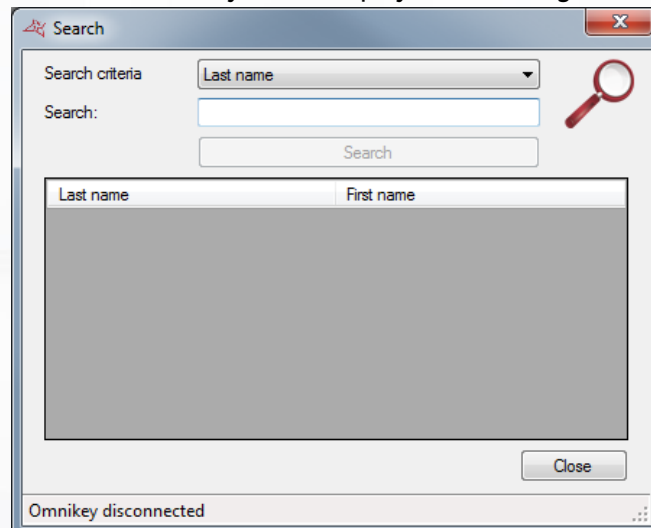 Search
Search criteria Last name
Search:
Search
Last name First name
Close
Omnikey disconnected